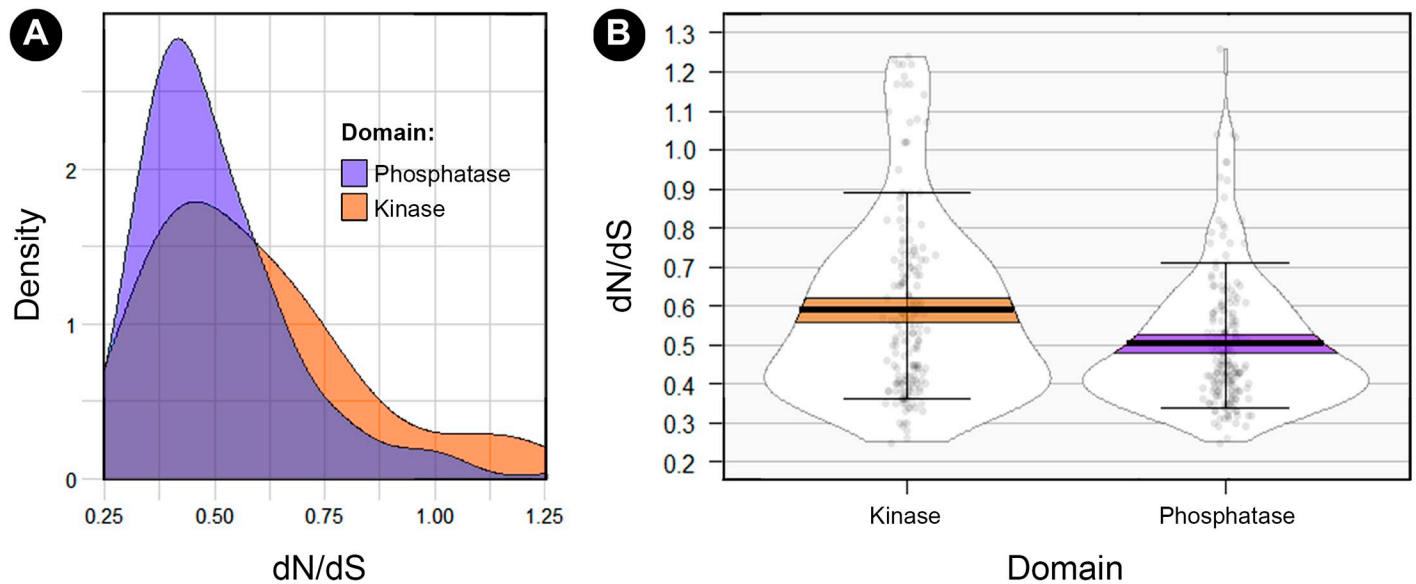 A
Density
2
1
0
0.25 0.50 0.75 1.00 1.25
dN/dS
Domain:
Phosphatase
Kinase
B
dN/dS
1.3
1.2
1.1
1.0
0.9
0.8
0.7
0.6
0.5
0.4
0.3
0.2
Kinase Phosphatase
Domain